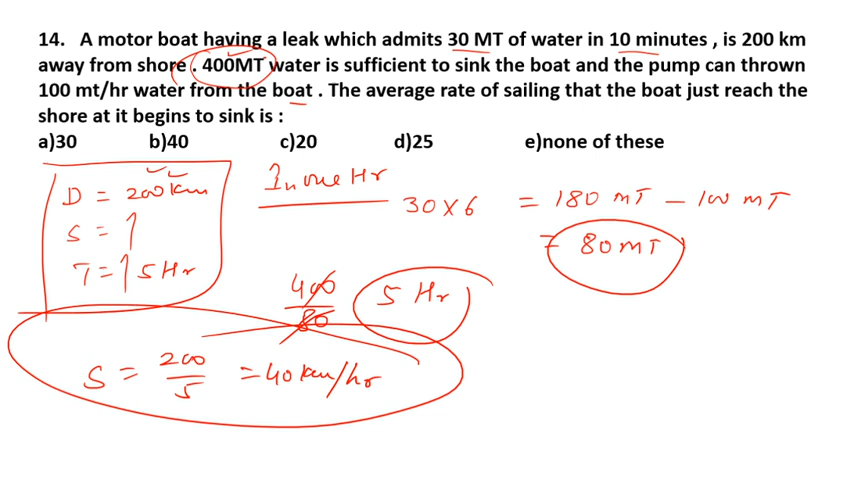 14. A motor boat having a leak which admits 30 MT of water in 10 minutes , is 200 km
away from shore . 400MT water is sufficient to sink the boat and the pump can thrown
100 mt/hr water from the boat . The average rate of sailing that the boat just reach the
shore at it begins to sink is :
a)30 b)40 c)20 d)25 e)none of these
D = 200 km
S = ↑
T = ↑ 5 Hr
In one Hr
30 × 6 = 180 MT – 100 MT
= 80 MT
400
80
5 Hr
S = 200/5 = 40 km/hr